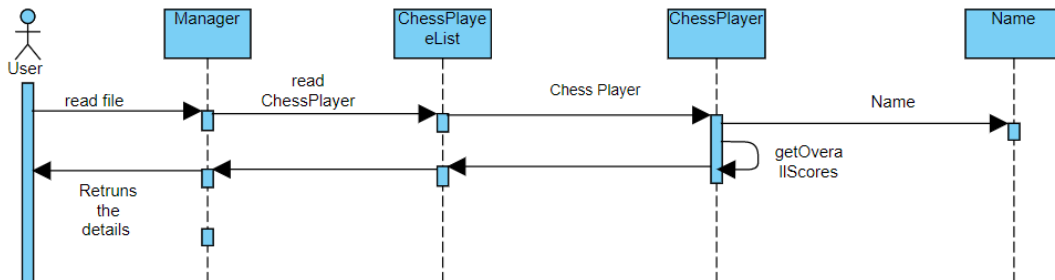 Manager
ChessPlaye
eList
ChessPlayer
Name
User
read file
read
ChessPlayer
Chess Player
Name
getOvera
llScores
Retruns
the
details